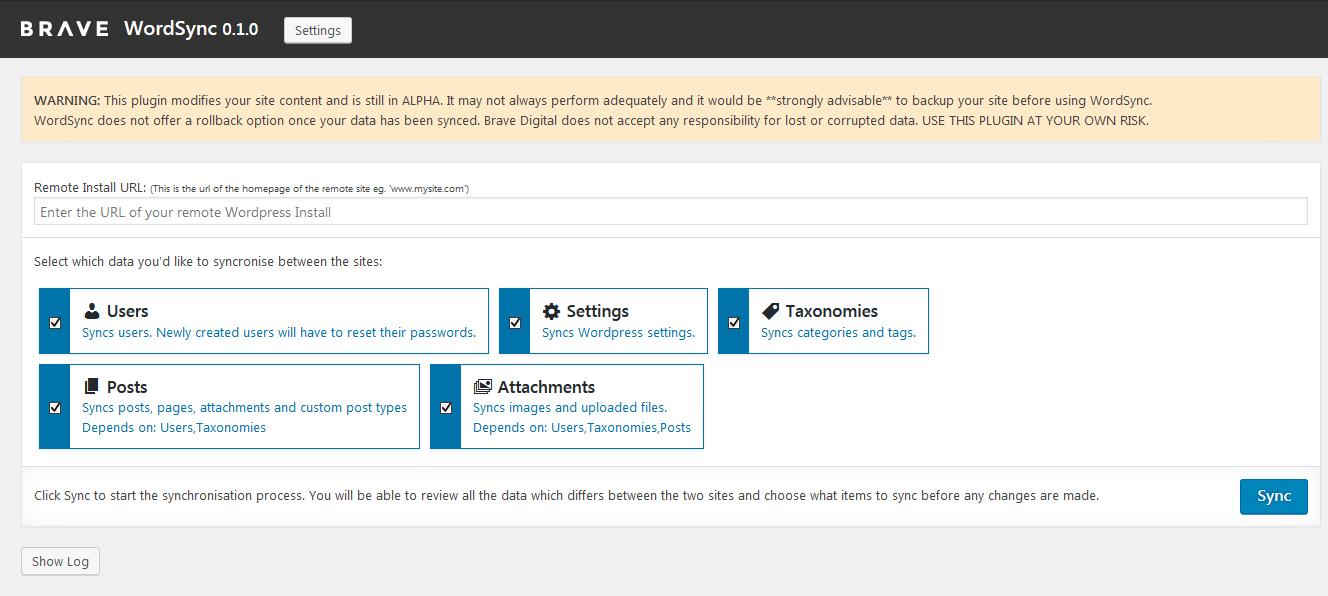 BRAVE WordSync 0.1.0 Settings
WARNING: This plugin modifies your site content and is still in ALPHA. It may not always perform adequately and it would be **strongly advisable** to backup your site before using WordSync.
WordSync does not offer a rollback option once your data has been synced. Brave Digital does not accept any responsibility for lost or corrupted data. USE THIS PLUGIN AT YOUR OWN RISK.
Remote Install URL: (This is the url of the homepage of the remote site eg. 'www.mysite.com')
Enter the URL of your remote Wordpress Install
Select which data you'd like to syncronise between the sites:
Users
Syncs users. Newly created users will have to reset their passwords.
Settings
Syncs Wordpress settings.
Taxonomies
Syncs categories and tags.
Posts
Syncs posts, pages, attachments and custom post types
Depends on: Users,Taxonomies
Attachments
Syncs images and uploaded files.
Depends on: Users,Taxonomies,Posts
Click Sync to start the synchronisation process. You will be able to review all the data which differs between the two sites and choose what items to sync before any changes are made.
Sync
Show Log